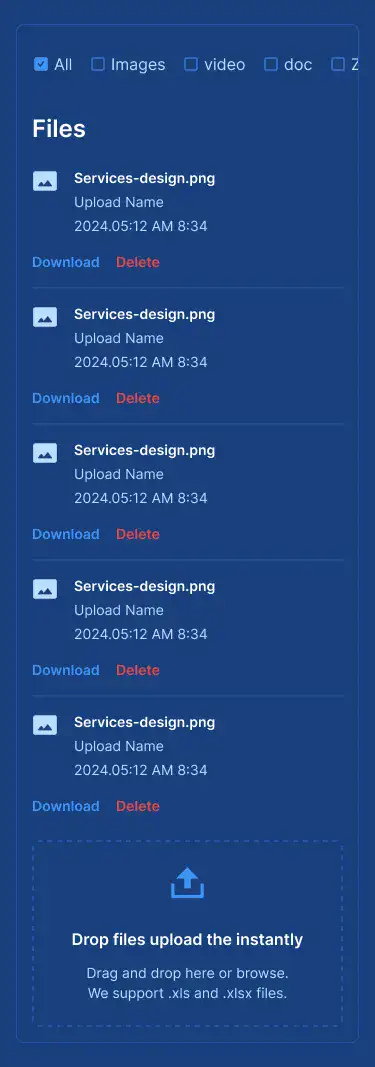 All Images video doc Z
Files
Services-design.png
Upload Name
2024.05:12 AM 8:34
Download Delete
Services-design.png
Upload Name
2024.05:12 AM 8:34
Download Delete
Services-design.png
Upload Name
2024.05:12 AM 8:34
Download Delete
Services-design.png
Upload Name
2024.05:12 AM 8:34
Download Delete
Services-design.png
Upload Name
2024.05:12 AM 8:34
Download Delete
Drop files upload the instantly
Drag and drop here or browse.
We support .xls and .xlsx files.